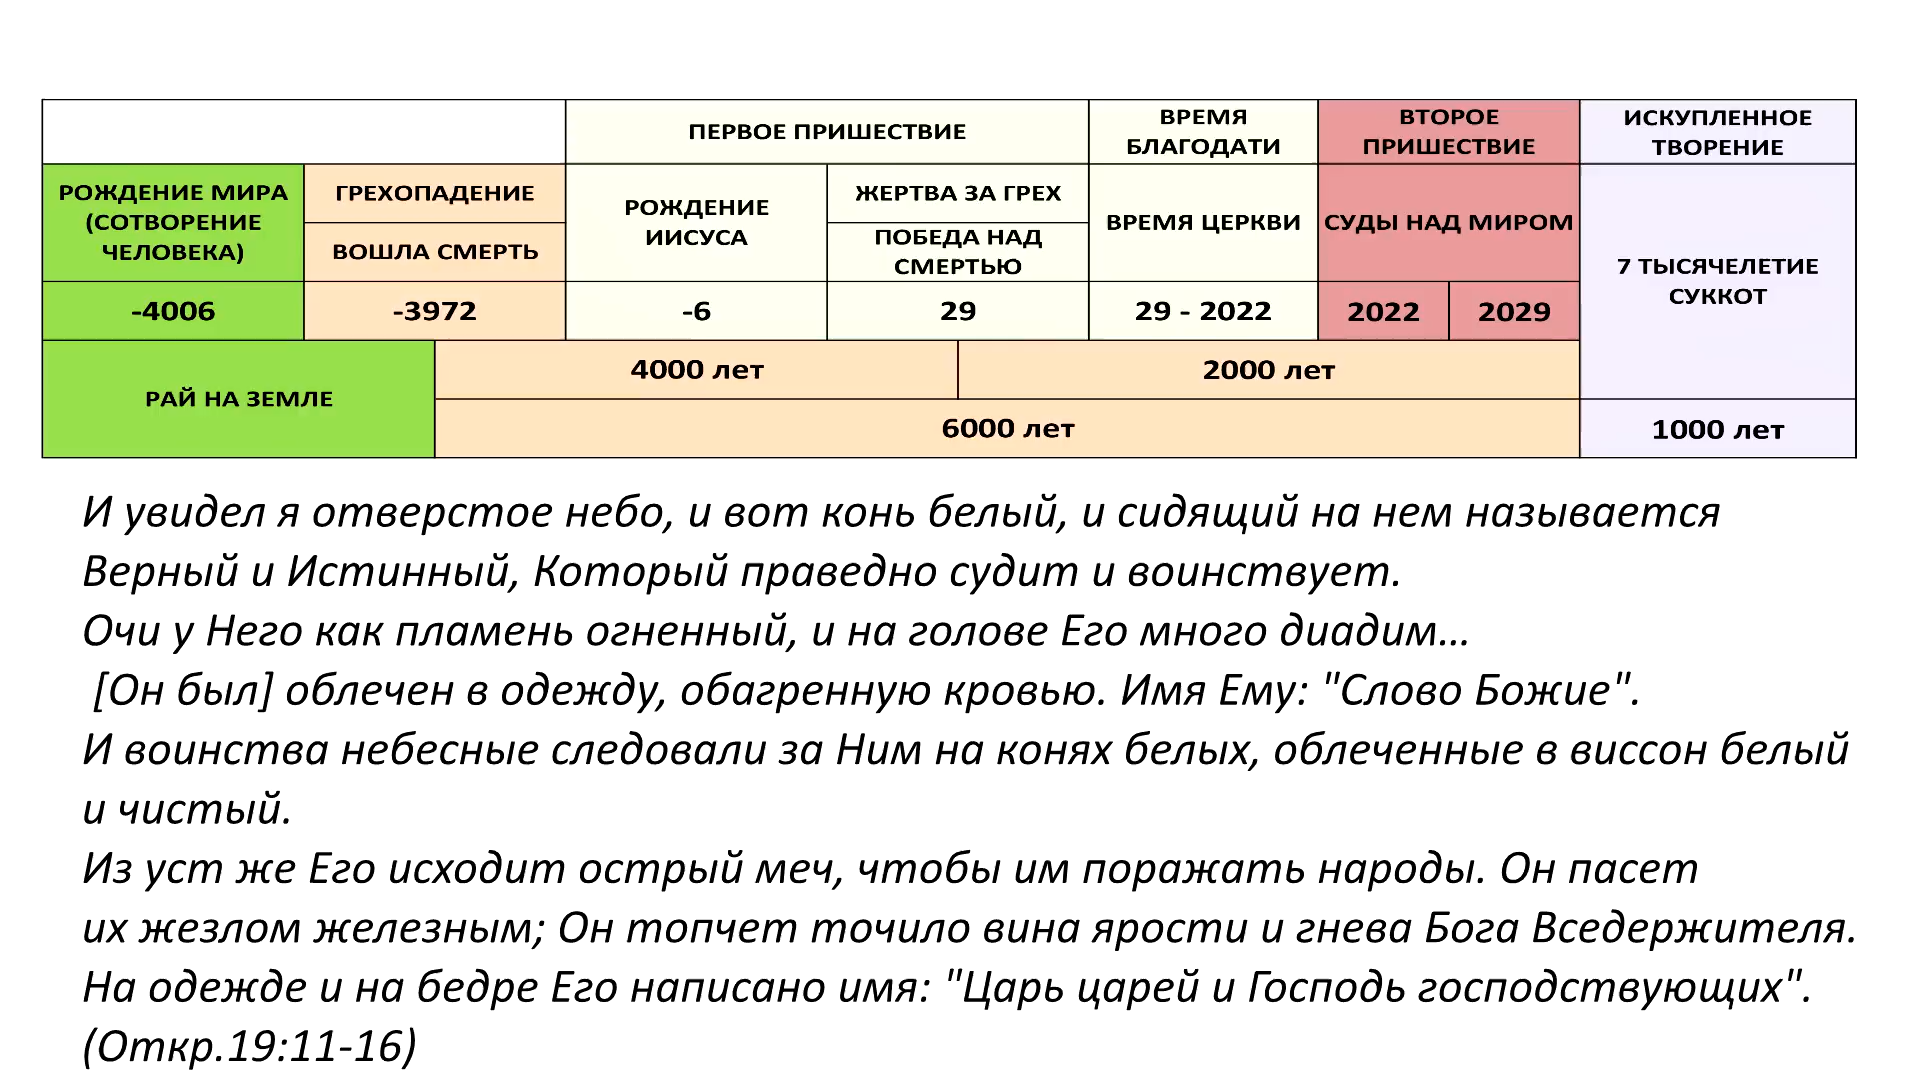 ПЕРВОЕ ПРИШЕСТВИЕ
ВРЕМЯ
БЛАГОДАТИ
ВТОРОЕ
ПРИШЕСТВИЕ
ИСКУПЛЕННОЕ
ТВОРЕНИЕ
РОЖДЕНИЕ МИРА
(СОТВОРЕНИЕ
ЧЕЛОВЕКА)
ГРЕХОПАДЕНИЕ
ВОШЛА СМЕРТЬ
РОЖДЕНИЕ
ИИСУСА
ЖЕРТВА ЗА ГРЕХ
ПОБЕДА НАД
СМЕРТЬЮ
ВРЕМЯ ЦЕРКВИ
СУДЫ НАД МИРОМ
7 ТЫСЯЧЕЛЕТИЕ
СУККОТ
-4006
-3972
-6
29
29 - 2022
2022
2029
РАЙ НА ЗЕМЛЕ
4000 лет
2000 лет
6000 лет
1000 лет
И увидел я отверстое небо, и вот конь белый, и сидящий на нем называется
Верный и Истинный, Который праведно судит и воинствует.
Очи у Него как пламень огненный, и на голове Его много диадим...
[Он был] облечен в одежду, обагренную кровью. Имя Ему: "Слово Божие".
И воинства небесные следовали за Ним на конях белых, облеченные в виссон белый
и чистый.
Из уст же Его исходит острый меч, чтобы им поражать народы. Он пасет
их жезлом железным; Он топчет точило вина ярости и гнева Бога Вседержителя.
На одежде и на бедре Его написано имя: "Царь царей и Господь господствующих".
(Откр.19:11-16)